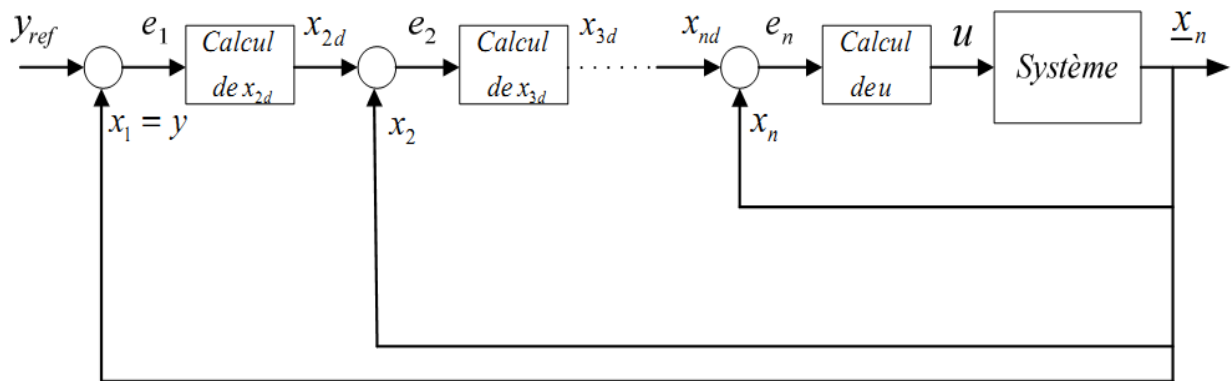 y_ref
e_1
Calcul
de x_2d
x_2d
e_2
Calcul
de x_3d
x_3d
x_nd
e_n
Calcul
de u
u
Système
x_n
x_1 = y
x_2
x_n